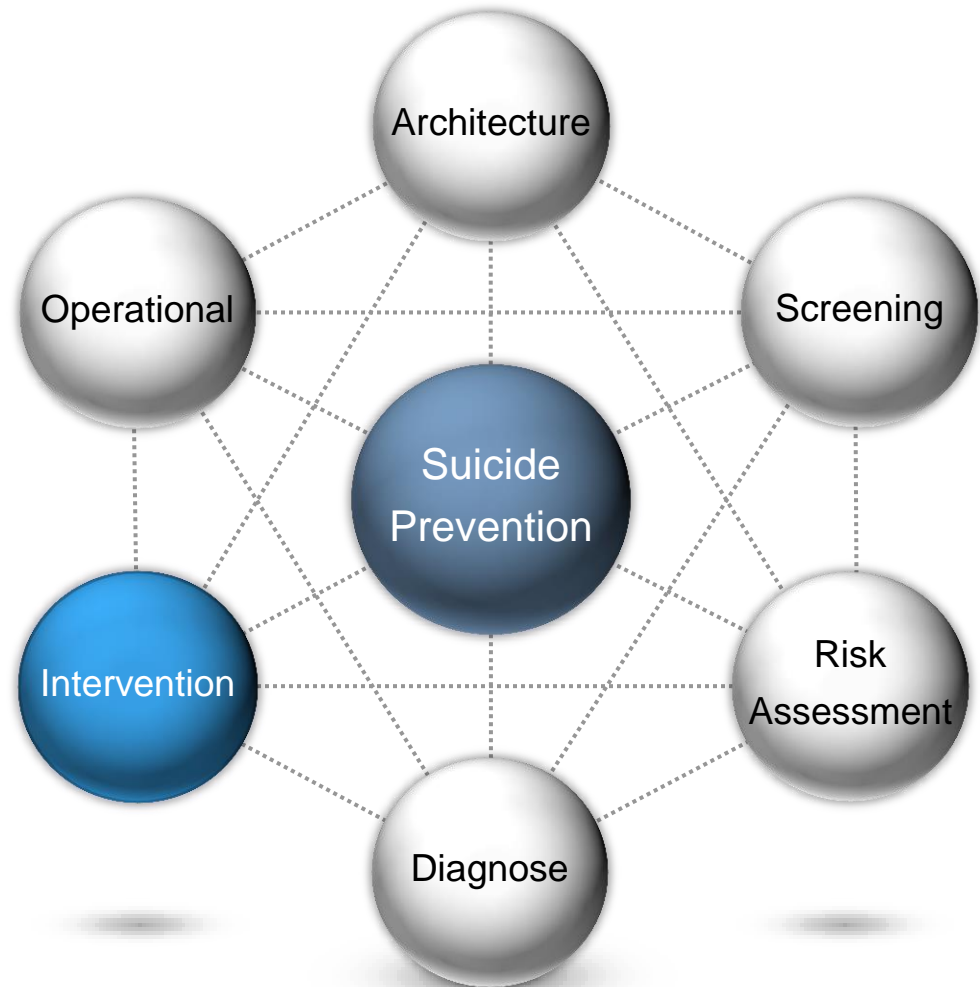 Architecture
Operational
Screening
Suicide
Prevention
Intervention
Risk
Assessment
Diagnose